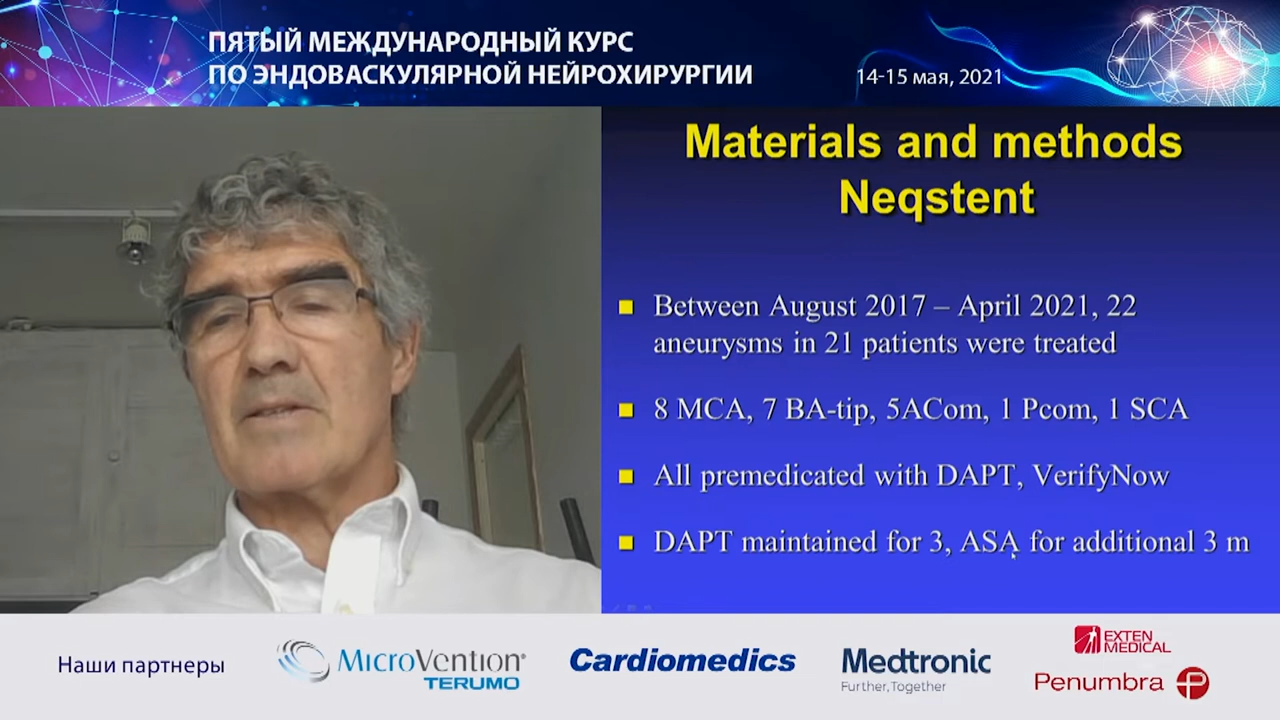 ПЯТЫЙ МЕЖДУНАРОДНЫЙ КУРС
ПО ЭНДОВАСКУЛЯРНОЙ НЕЙРОХИРУРГИИ
14-15 мая, 2021
Materials and methods
Neqstent
Between August 2017 – April 2021, 22
aneurysms in 21 patients were treated
8 MCA, 7 BA-tip, 5ACom, 1 Pcom, 1 SCA
All premedicated with DAPT, VerifyNow
DAPT maintained for 3, ASA for additional 3 m
Наши партнеры
MicroVention®
TERUMO
Cardiomedics
Medtronic
Further, Together
EXTEN
MEDICAL
Penumbra